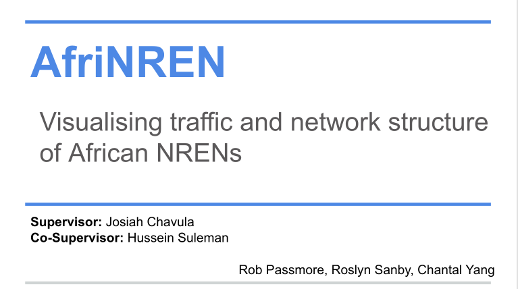 AfriNREN
Visualising traffic and network structure
of African NRENs
Supervisor: Josiah Chavula
Co-Supervisor: Hussein Suleman
Rob Passmore, Roslyn Sanby, Chantal Yang